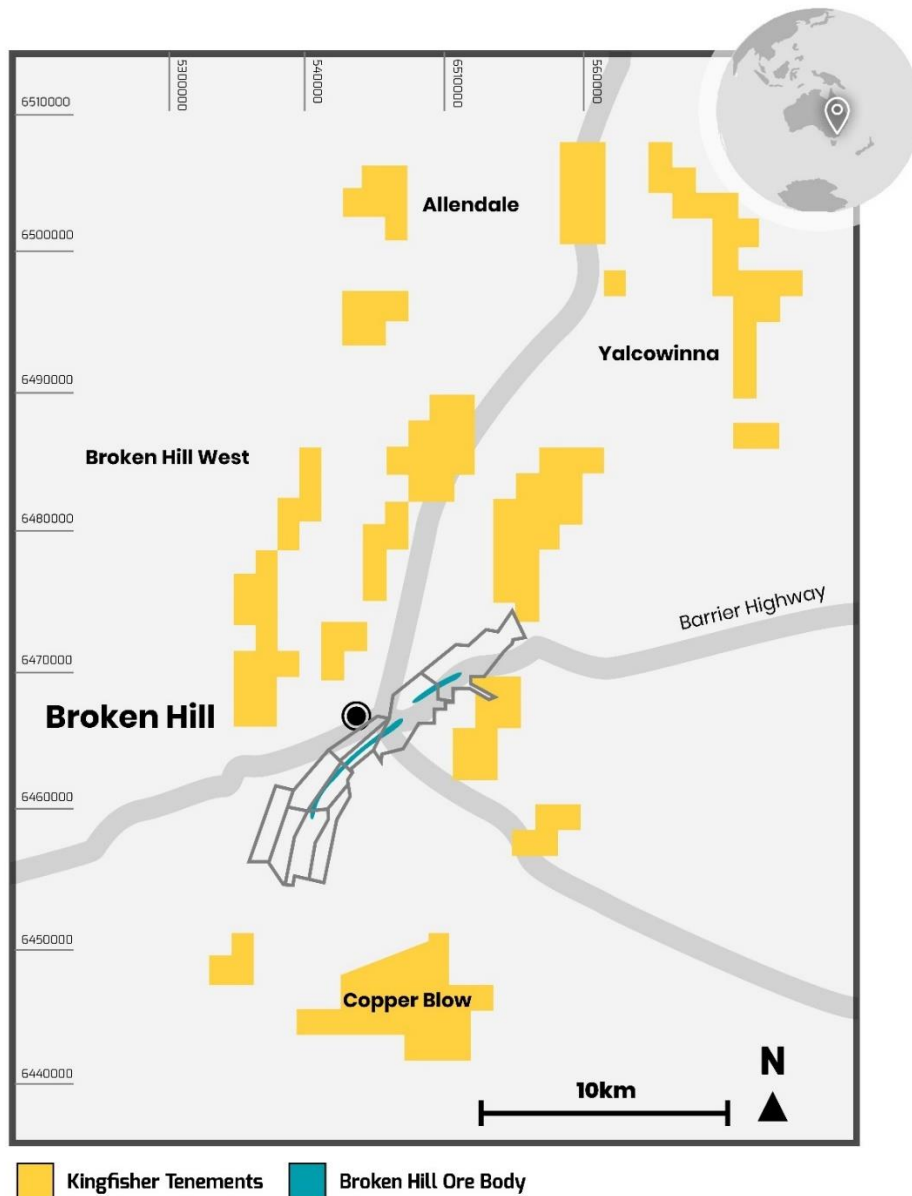 5300000
540000
6510000
560000
6510000
Allendale
6500000
Yalcowinna
6490000
Broken Hill West
6480000
Barrier Highway
6470000
Broken Hill
6460000
6450000
Copper Blow
6440000
10km
N
Kingfisher Tenements
Broken Hill Ore Body